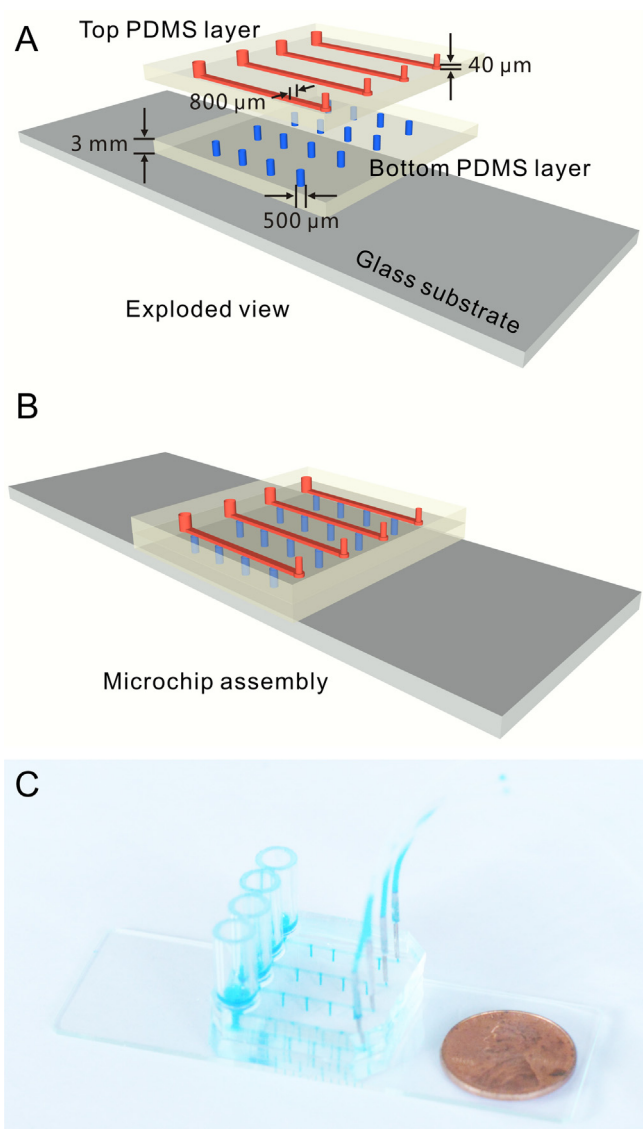 A
Top PDMS layer
40 µm
800 µm
3 mm
Bottom PDMS layer
500 µm
Glass substrate
Exploded view
B
Microchip assembly
C